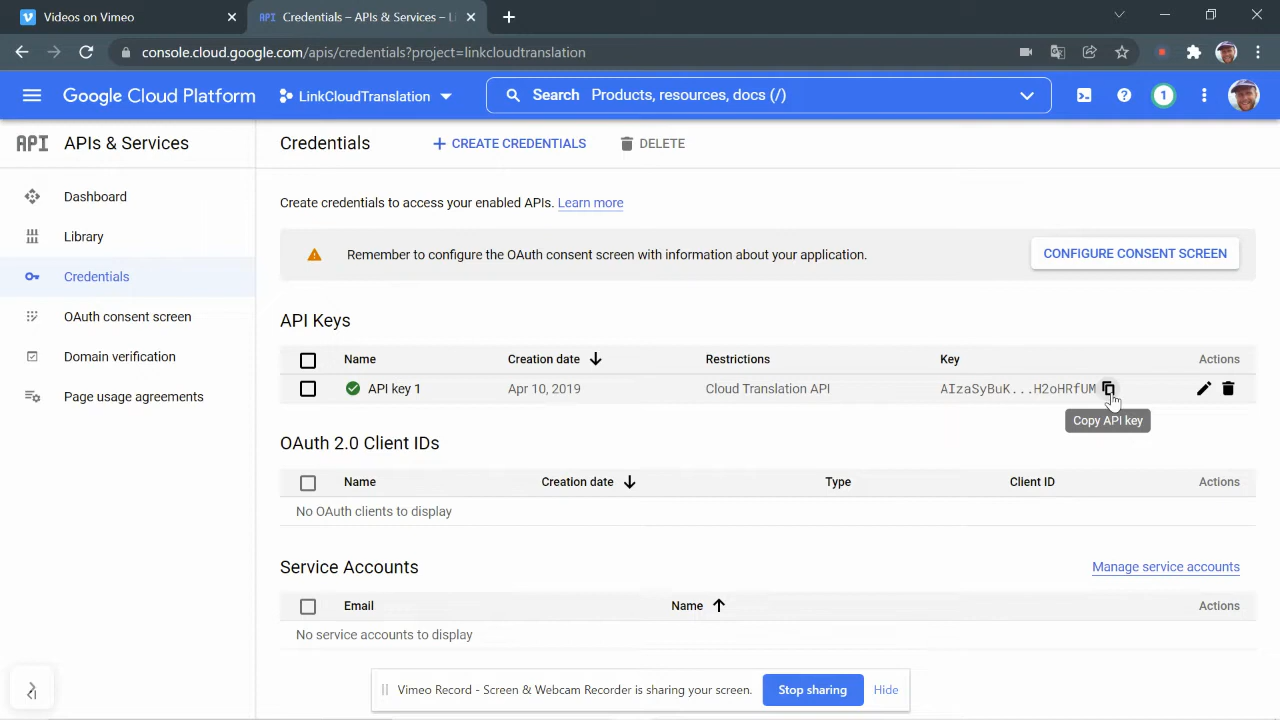 Videos on Vimeo
API Credentials – APIs & Services – Li
console.cloud.google.com/apis/credentials?project=linkcloudtranslation
Google Cloud Platform
LinkCloudTranslation
Search Products, resources, docs (/)
1
API APIs & Services
Credentials
CREATE CREDENTIALS
DELETE
Dashboard
Library
Credentials
OAuth consent screen
Domain verification
Page usage agreements
Create credentials to access your enabled APIs. Learn more
Remember to configure the OAuth consent screen with information about your application.
CONFIGURE CONSENT SCREEN
API Keys
Name Creation date Restrictions Key Actions
API key 1 Apr 10, 2019 Cloud Translation API AIzaSyBuK...H2oHRfUM
Copy API key
OAuth 2.0 Client IDs
Name Creation date Type Client ID Actions
No OAuth clients to display
Service Accounts
Manage service accounts
Email Name Actions
No service accounts to display
Vimeo Record - Screen & Webcam Recorder is sharing your screen.
Stop sharing
Hide